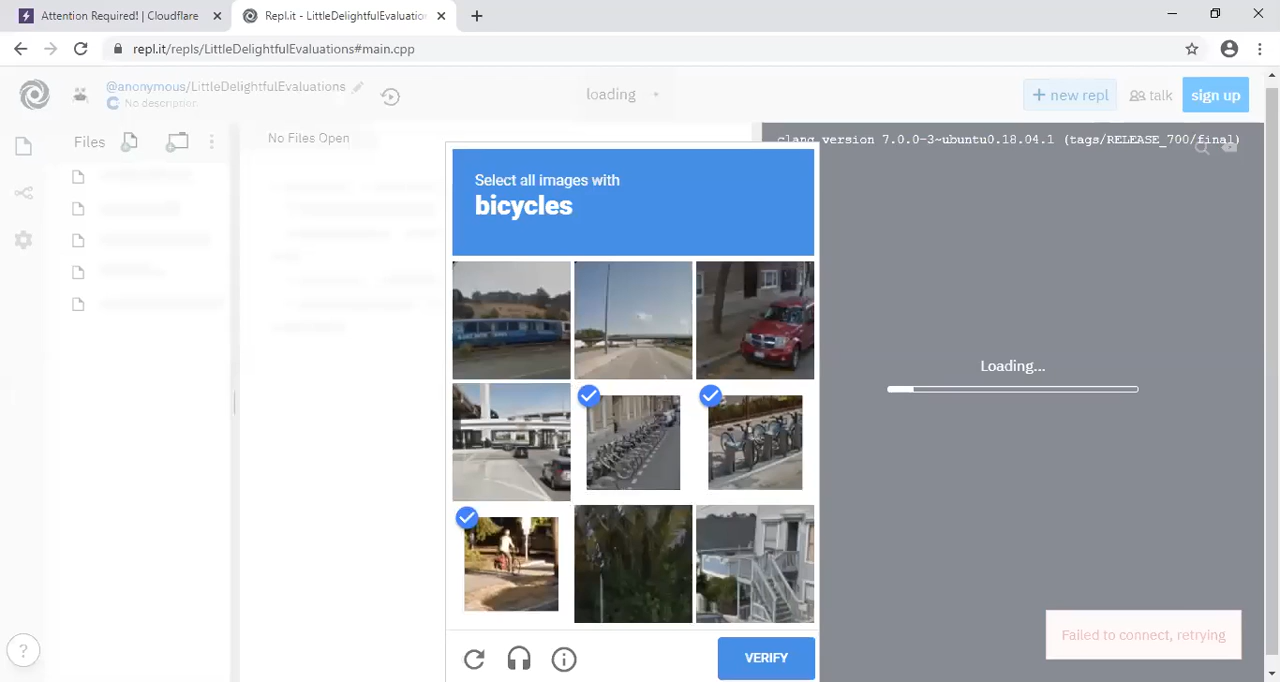 Attention Required! | Cloudflare
Repl.it - LittleDelightfulEvaluatio
repl.it/repls/LittleDelightfulEvaluations#main.cpp
@anonymous/LittleDelightfulEvaluations
No description
loading
+ new repl
talk
sign up
Files
No Files Open
clang version 7.0.0-3~ubuntu0.18.04.1 (tags/RELEASE_700/final)
Select all images with
bicycles
Loading...
VERIFY
Failed to connect, retrying
?